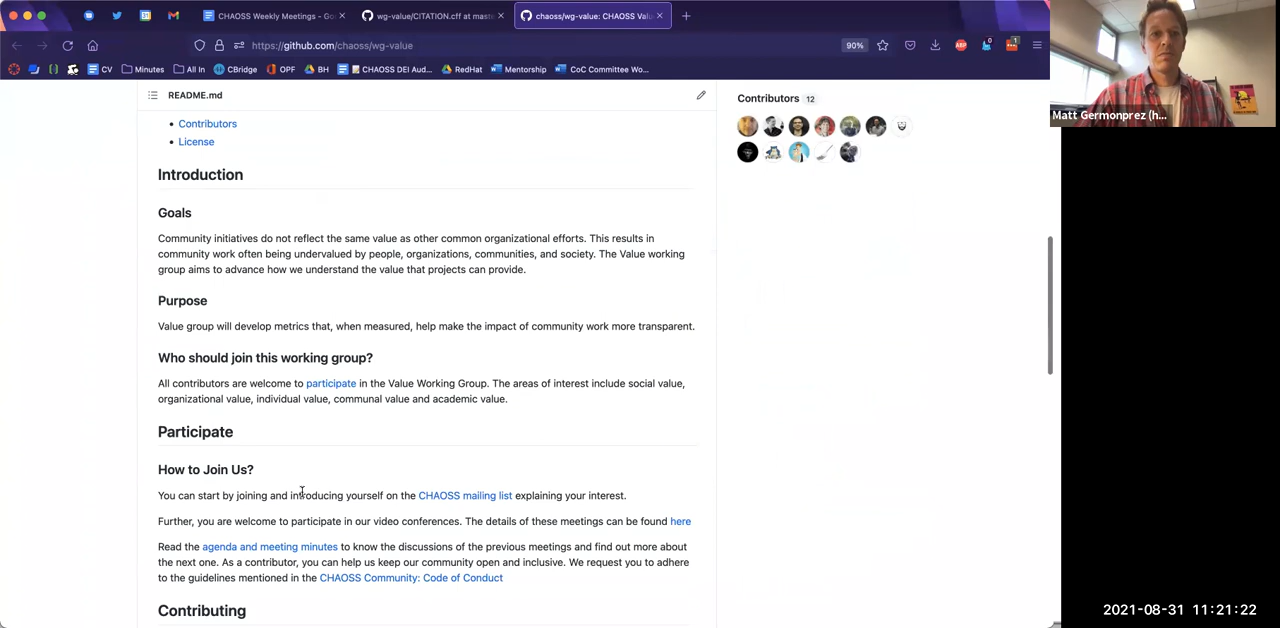 CHAOSS Weekly Meetings - Go
wg-value/CITATION.cff at maste
chaoss/wg-value: CHAOSS Val
https://github.com/chaoss/wg-value
90%
CV
Minutes
All In
CBridge
OPF
BH
CHAOSS DEI Aud...
RedHat
Mentorship
CoC Committee Wo...
README.md
Contributors
License
Introduction
Goals
Community initiatives do not reflect the same value as other common organizational efforts. This results in
community work often being undervalued by people, organizations, communities, and society. The Value working
group aims to advance how we understand the value that projects can provide.
Purpose
Value group will develop metrics that, when measured, help make the impact of community work more transparent.
Who should join this working group?
All contributors are welcome to participate in the Value Working Group. The areas of interest include social value,
organizational value, individual value, communal value and academic value.
Participate
How to Join Us?
You can start by joining and introducing yourself on the CHAOSS mailing list explaining your interest.
Further, you are welcome to participate in our video conferences. The details of these meetings can be found here
Read the agenda and meeting minutes to know the discussions of the previous meetings and find out more about
the next one. As a contributor, you can help us keep our community open and inclusive. We request you to adhere
to the guidelines mentioned in the CHAOSS Community: Code of Conduct
Contributing
Contributors 12
Matt Germonprez (h...
2021-08-31 11:21:22